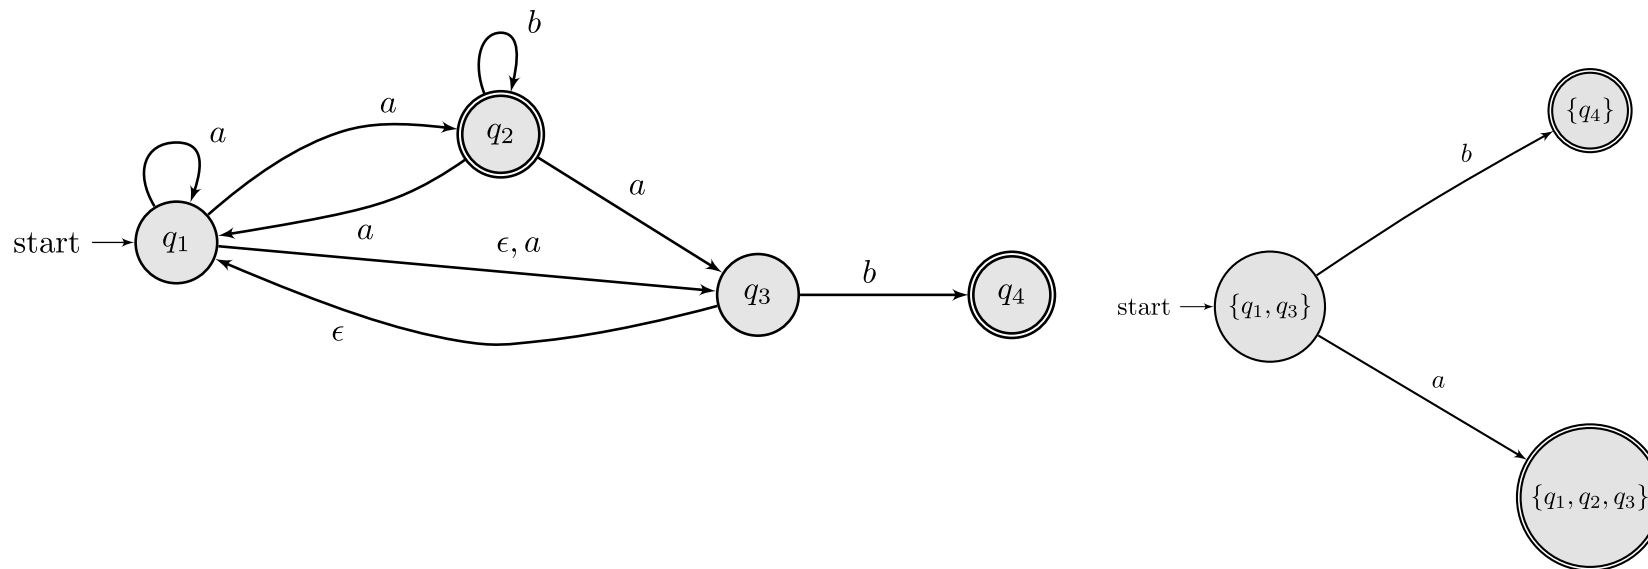 b
a
q2
a
a
a
start
q1
ϵ, a
q3
b
q4
ϵ
{q4}
b
start
{q1, q3}
a
{q1, q2, q3}